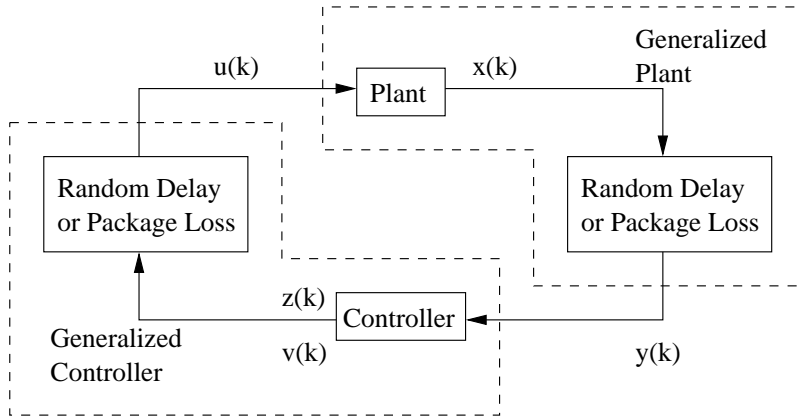 Generalized
Plant
u(k)
x(k)
Plant
Random Delay
or Package Loss
Random Delay
or Package Loss
z(k)
Controller
v(k)
y(k)
Generalized
Controller